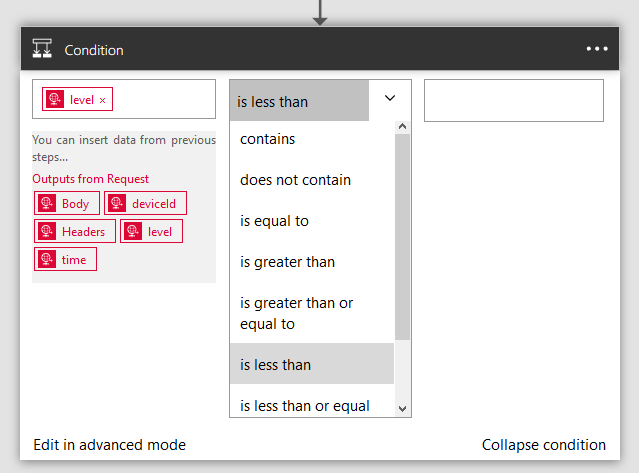 Condition
level ×
is less than
You can insert data from previous
steps...
Outputs from Request
Body deviceId
Headers level
time
contains
does not contain
is equal to
is greater than
is greater than or
equal to
is less than
is less than or equal
Edit in advanced mode
Collapse condition